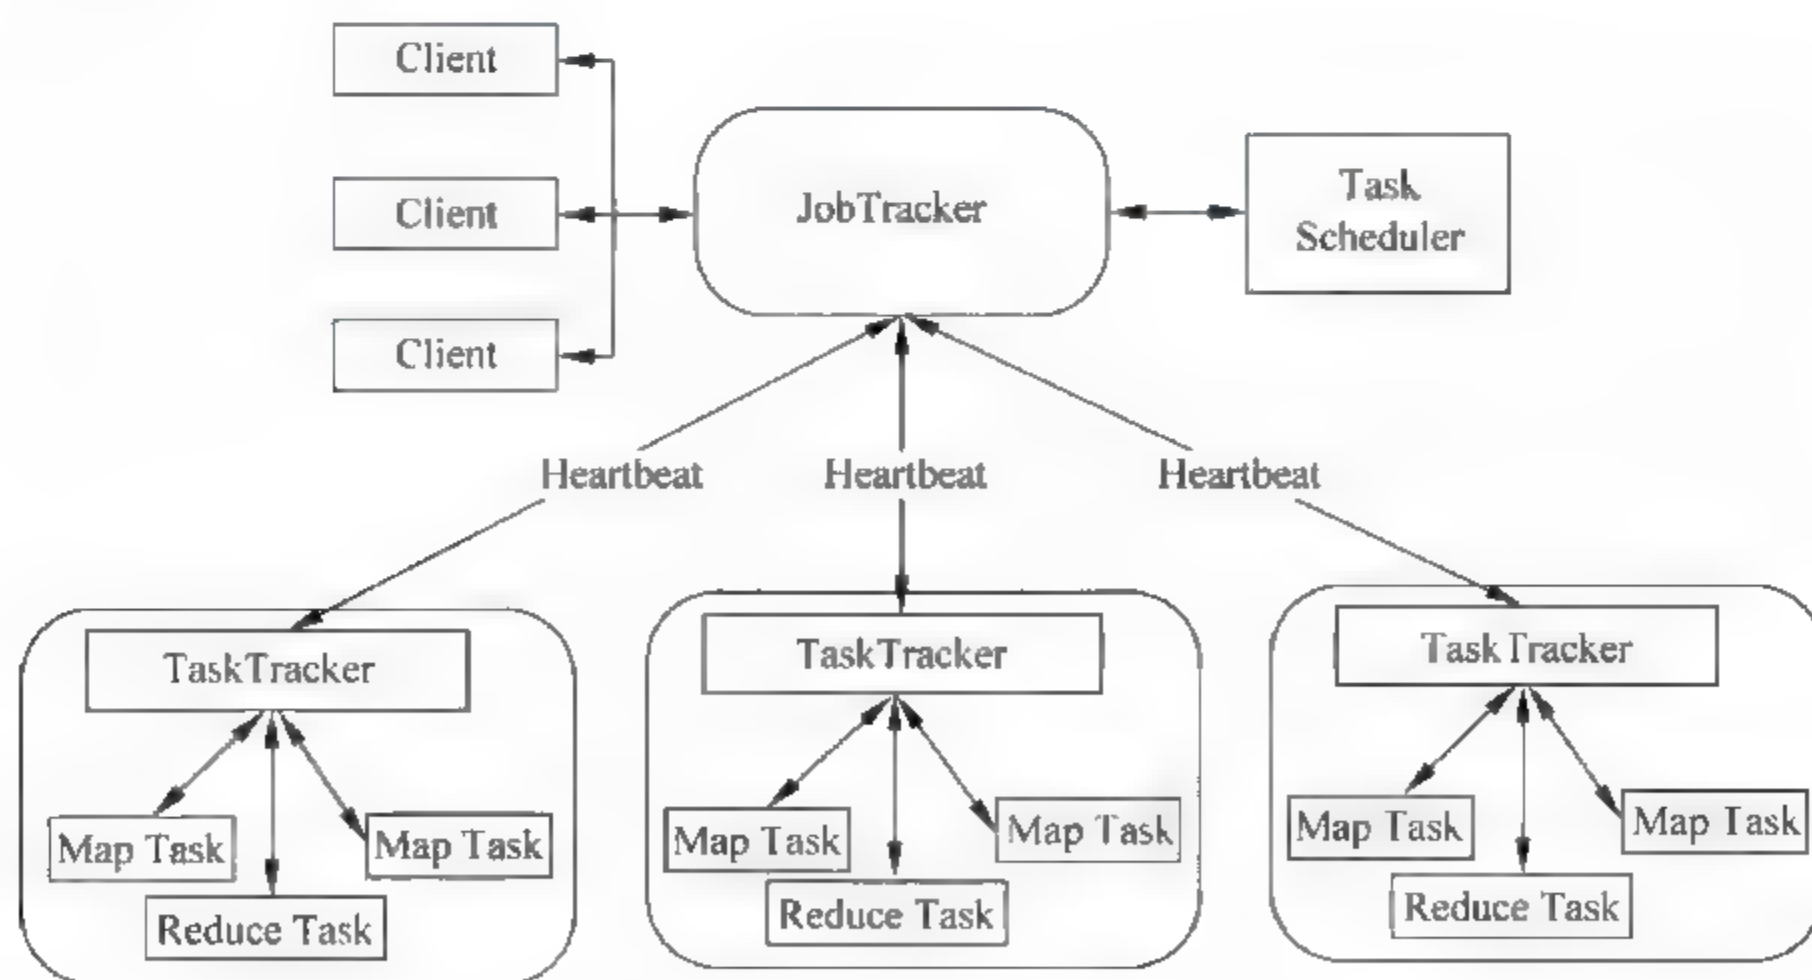 Client
Client
Client
JobTracker
Task
Scheduler
Heartbeat
Heartbeat
Heartbeat
TaskTracker
Map Task
Map Task
Reduce Task
TaskTracker
Map Task
Map Task
Reduce Task
TaskTracker
Map Task
Map Task
Reduce Task